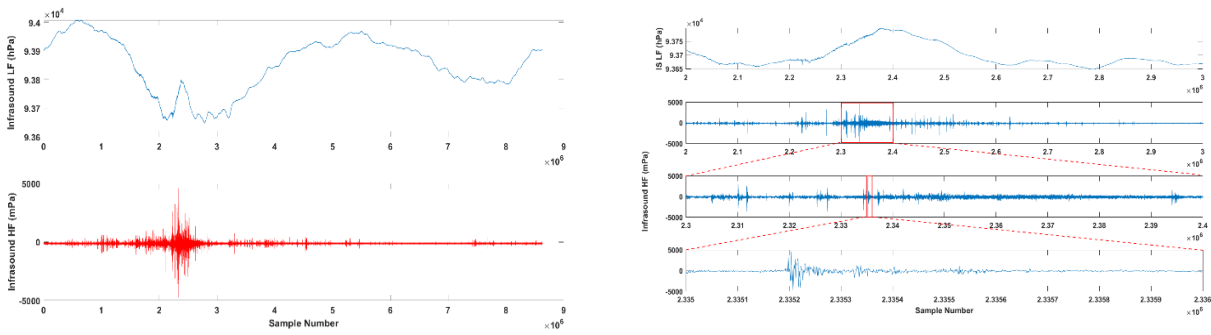 ×10⁴
9.4
9.39
9.38
9.37
9.36
Infrasound LF (hPa)
0 1 2 3 4 5 6 7 8 9
×10⁶
5000
0
-5000
Infrasound HF (mPa)
0 1 2 3 4 5 6 7 8 9
Sample Number
×10⁶
×10⁴
9.375
9.37
9.365
IS LF (hPa)
2 2.1 2.2 2.3 2.4 2.5 2.6 2.7 2.8 2.9 3
×10⁶
5000
0
-5000
2 2.1 2.2 2.3 2.4 2.5 2.6 2.7 2.8 2.9 3
×10⁶
Infrasound HF (mPa)
5000
0
-5000
2.3 2.31 2.32 2.33 2.34 2.35 2.36 2.37 2.38 2.39 2.4
×10⁶
5000
0
-5000
2.335 2.3351 2.3352 2.3353 2.3354 2.3355 2.3356 2.3357 2.3358 2.3359 2.336
Sample Number
×10⁶